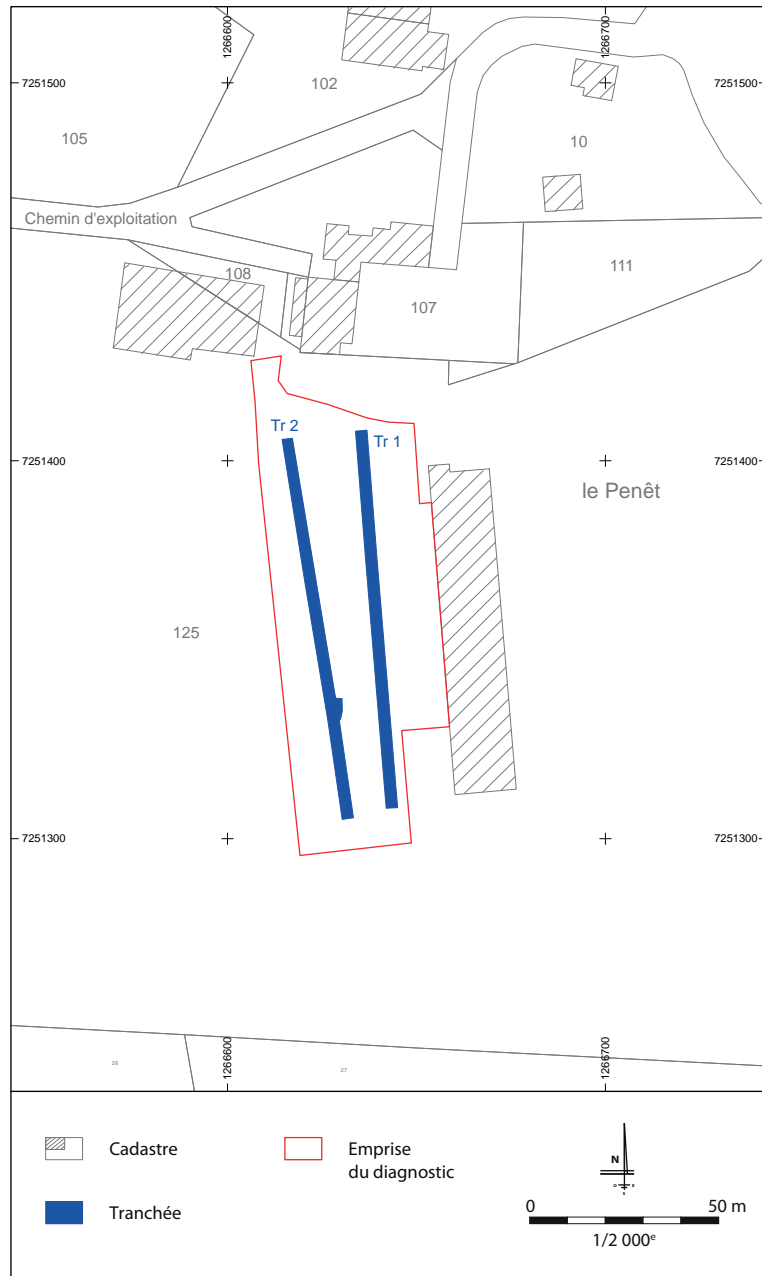 1266600
1266700
7251500
7251500
102
105
10
Chemin d'exploitation
108
111
107
Tr 2
Tr 1
7251400
7251400
le Penêt
125
7251300
7251300
1266600
1266700
26
27
Cadastre
Emprise
du diagnostic
Tranchée
N
O E
S
0 50 m
1/2 000e